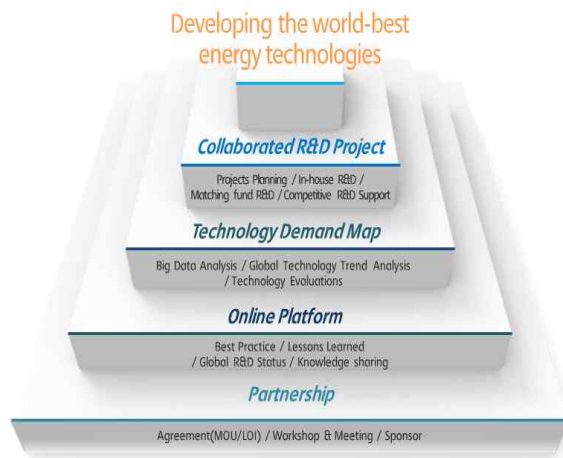 Developing the world-best
energy technologies
Collaborated R&D Project
Projects Planning / In-house R&D /
Matching fund R&D / Competitive R&D Support
Technology Demand Map
Big Data Analysis / Global Technology Trend Analysis
/ Technology Evaluations
Online Platform
Best Practice / Lessons Learned
/ Global R&D Status / Knowledge sharing
Partnership
Agreement(MOU/LOI) / Workshop & Meeting / Sponsor